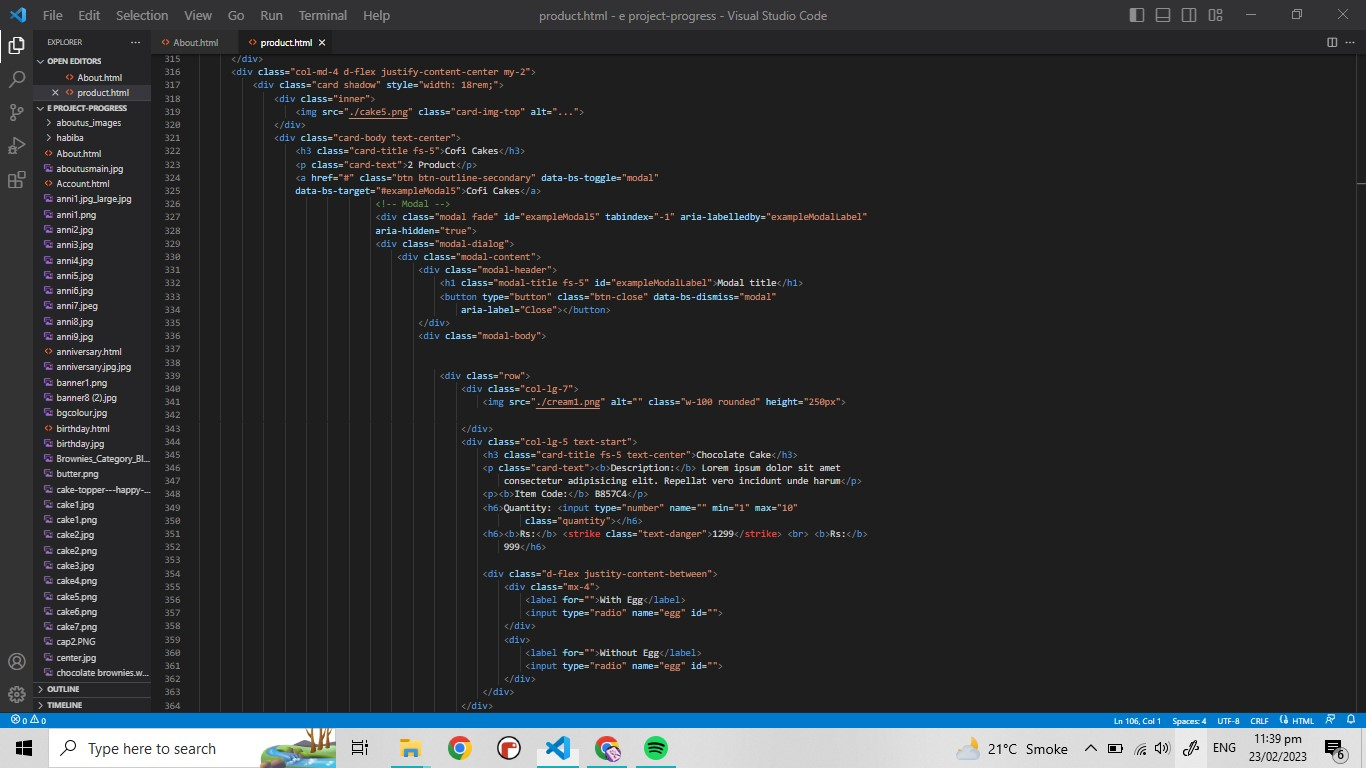 File Edit Selection View Go Run Terminal Help
product.html - e project-progress - Visual Studio Code
EXPLORER
OPEN EDITORS
About.html
product.html
E PROJECT-PROGRESS
aboutus_images
habiba
About.html
aboutusmain.jpg
Account.html
anni1.jpg_large.jpg
anni1.png
anni2.jpg
anni3.jpg
anni4.jpg
anni5.jpg
anni6.jpg
anni7.jpeg
anni8.jpg
anni9.jpg
anniversary.html
anniversary.jpg.jpg
banner1.png
banner8 (2).jpg
bgcolour.jpg
birthday.html
birthday.jpg
Brownies_Category_Bl...
butter.png
cake-topper---happy-...
cake1.jpg
cake1.png
cake2.jpg
cake2.png
cake3.jpg
cake4.png
cake5.png
cake6.png
cake7.png
cap2.PNG
center.jpg
chocolate brownies.w...
OUTLINE
TIMELINE
About.html product.html
315 </div>
316 <div class="col-md-4 d-flex justify-content-center my-2">
317 <div class="card shadow" style="width: 18rem;">
318 <div class="inner">
319 <img src="./cake5.png" class="card-img-top" alt="...">
320 </div>
321 <div class="card-body text-center">
322 <h3 class="card-title fs-5">Cofi Cakes</h3>
323 <p class="card-text">2 Product</p>
324 <a href="#" class="btn btn-outline-secondary" data-bs-toggle="modal"
325 data-bs-target="#exampleModal5">Cofi Cakes</a>
326 <!-- Modal -->
327 <div class="modal fade" id="exampleModal5" tabindex="-1" aria-labelledby="exampleModalLabel"
328 aria-hidden="true">
329 <div class="modal-dialog">
330 <div class="modal-content">
331 <div class="modal-header">
332 <h1 class="modal-title fs-5" id="exampleModalLabel">Modal title</h1>
333 <button type="button" class="btn-close" data-bs-dismiss="modal"
334 aria-label="Close"></button>
335 </div>
336 <div class="modal-body">
337
338
339 <div class="row">
340 <div class="col-lg-7">
341 <img src="./cream1.png" alt="" class="w-100 rounded" height="250px">
342
343 </div>
344 <div class="col-lg-5 text-start">
345 <h3 class="card-title fs-5 text-center">Chocolate Cake</h3>
346 <p class="card-text"><b>Description:</b> Lorem ipsum dolor sit amet
347 consectetur adipisicing elit. Repellat vero incidunt unde harum</p>
348 <p><b>Item Code:</b> B857C4</p>
349 <h6>Quantity: <input type="number" name="" min="1" max="10"
350 class="quantity"></h6>
351 <h6><b>Rs:</b> <strike class="text-danger">1299</strike> <br> <b>Rs:</b>
352 999</h6>
353
354 <div class="d-flex justity-content-between">
355 <div class="mx-4">
356 <label for="">With Egg</label>
357 <input type="radio" name="egg" id="">
358 </div>
359 <div>
360 <label for="">Without Egg</label>
361 <input type="radio" name="egg" id="">
362 </div>
363 </div>
364 </div>
0 0
Ln 106, Col 1 Spaces: 4 UTF-8 CRLF HTML
Type here to search
21°C Smoke
ENG
11:39 pm
23/02/2023
6